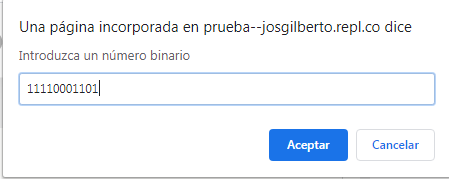 Una página incorporada en prueba--josgilberto.repl.co dice
Introduzca un número binario
11110001101
Aceptar Cancelar